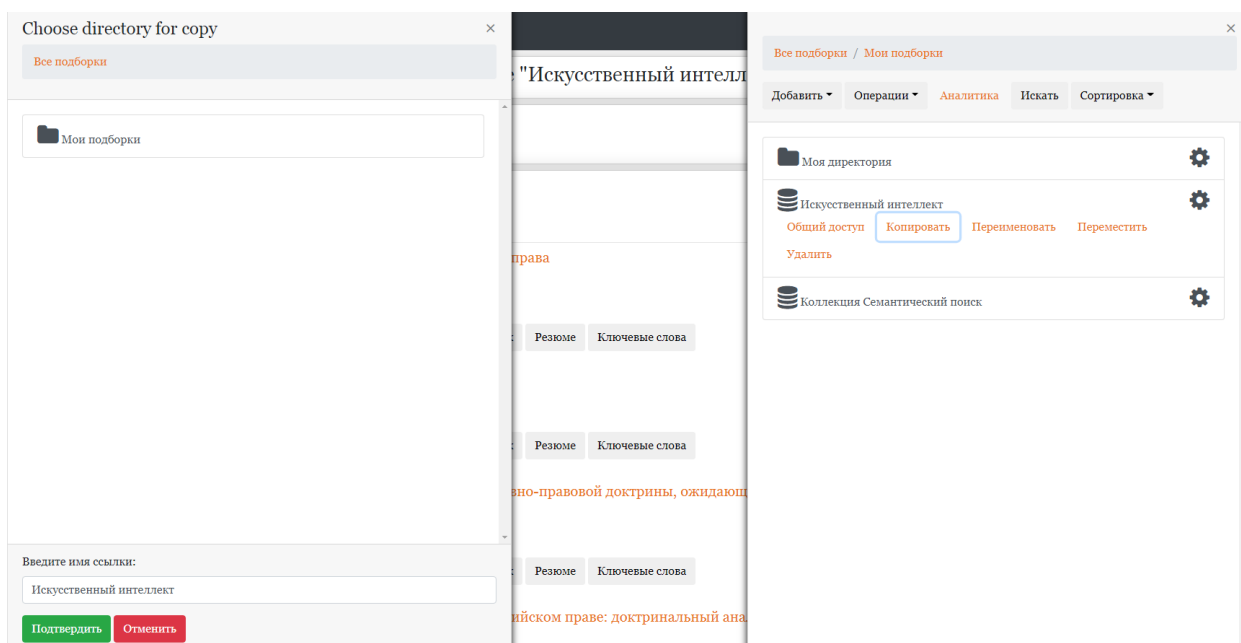 Choose directory for copy ×
Все подборки
Мои подборки
Введите имя ссылки:
Искусственный интеллект
Подтвердить Отменить
"Искусственный интелл
права
Резюме Ключевые слова
Резюме Ключевые слова
вно-правовой доктрины, ожидающ
Резюме Ключевые слова
ийском праве: доктринальный ана
×
Все подборки / Мои подборки
Добавить Операции Аналитика Искать Сортировка
Моя директория
Искусственный интеллект
Общий доступ Копировать Переименовать Переместить
Удалить
Коллекция Семантический поиск